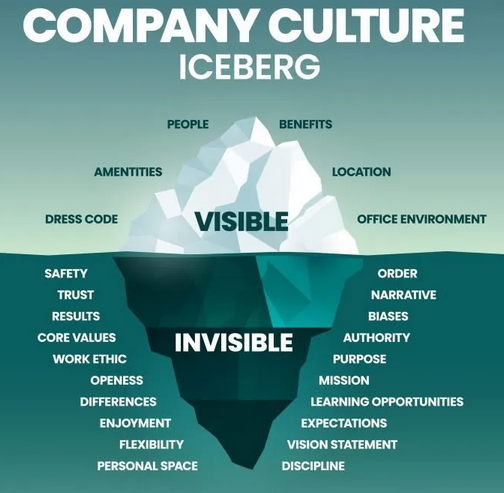 COMPANY CULTURE
ICEBERG
PEOPLE
BENEFITS
AMENTITIES
LOCATION
DRESS CODE
VISIBLE
OFFICE ENVIRONMENT
SAFETY
ORDER
TRUST
NARRATIVE
RESULTS
BIASES
CORE VALUES
INVISIBLE
AUTHORITY
WORK ETHIC
PURPOSE
OPENESS
MISSION
DIFFERENCES
LEARNING OPPORTUNITIES
ENJOYMENT
EXPECTATIONS
FLEXIBILITY
VISION STATEMENT
PERSONAL SPACE
DISCIPLINE